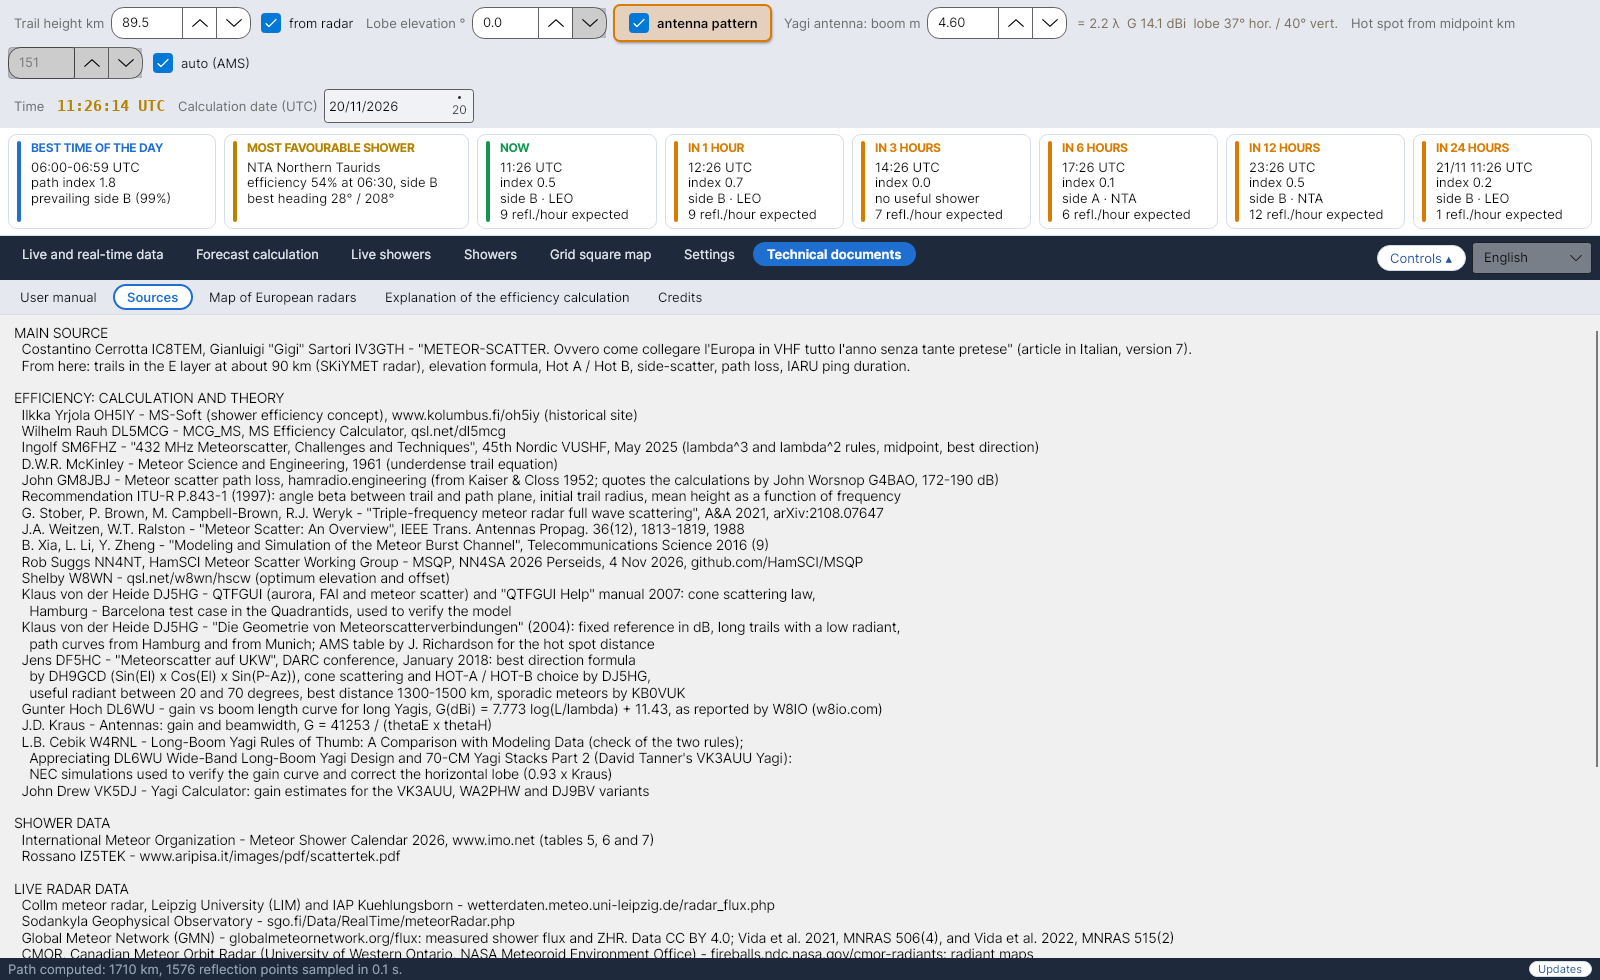 Trail height km 89.5 from radar Lobe elevation ° 0.0 antenna pattern Yagi antenna: boom m 4.60 = 2.2 λ G 14.1 dBi lobe 37° hor. / 40° vert. Hot spot from midpoint km
151 auto (AMS)
Time 11:26:14 UTC Calculation date (UTC) 20/11/2026 20
BEST TIME OF THE DAY
06:00-06:59 UTC
path index 1.8
prevailing side B (99%)
MOST FAVOURABLE SHOWER
NTA Northern Taurids
efficiency 54% at 06:30, side B
best heading 28° / 208°
NOW
11:26 UTC
index 0.5
side B · LEO
9 refl./hour expected
IN 1 HOUR
12:26 UTC
index 0.7
side B · LEO
9 refl./hour expected
IN 3 HOURS
14:26 UTC
index 0.0
no useful shower
7 refl./hour expected
IN 6 HOURS
17:26 UTC
index 0.1
side A · NTA
6 refl./hour expected
IN 12 HOURS
23:26 UTC
index 0.5
side B · NTA
12 refl./hour expected
IN 24 HOURS
21/11 11:26 UTC
index 0.2
side B · LEO
1 refl./hour expected
Live and real-time data Forecast calculation Live showers Showers Grid square map Settings Technical documents Controls ▴ English
User manual Sources Map of European radars Explanation of the efficiency calculation Credits
MAIN SOURCE
Costantino Cerrotta IC8TEM, Gianluigi "Gigi" Sartori IV3GTH - "METEOR-SCATTER. Ovvero come collegare l'Europa in VHF tutto l'anno senza tante pretese" (article in Italian, version 7).
From here: trails in the E layer at about 90 km (SKiYMET radar), elevation formula, Hot A / Hot B, side-scatter, path loss, IARU ping duration.
EFFICIENCY: CALCULATION AND THEORY
Ilkka Yrjola OH5IY - MS-Soft (shower efficiency concept), www.kolumbus.fi/oh5iy (historical site)
Wilhelm Rauh DL5MCG - MCG_MS, MS Efficiency Calculator, qsl.net/dl5mcg
Ingolf SM6FHZ - "432 MHz Meteorscatter, Challenges and Techniques", 45th Nordic VUSHF, May 2025 (lambda^3 and lambda^2 rules, midpoint, best direction)
D.W.R. McKinley - Meteor Science and Engineering, 1961 (underdense trail equation)
John GM8JBJ - Meteor scatter path loss, hamradio.engineering (from Kaiser & Closs 1952; quotes the calculations by John Worsnop G4BAO, 172-190 dB)
Recommendation ITU-R P.843-1 (1997): angle beta between trail and path plane, initial trail radius, mean height as a function of frequency
G. Stober, P. Brown, M. Campbell-Brown, R.J. Weryk - "Triple-frequency meteor radar full wave scattering", A&A 2021, arXiv:2108.07647
J.A. Weitzen, W.T. Ralston - "Meteor Scatter: An Overview", IEEE Trans. Antennas Propag. 36(12), 1813-1819, 1988
B. Xia, L. Li, Y. Zheng - "Modeling and Simulation of the Meteor Burst Channel", Telecommunications Science 2016 (9)
Rob Suggs NN4NT, HamSCI Meteor Scatter Working Group - MSQP, NN4SA 2026 Perseids, 4 Nov 2026, github.com/HamSCI/MSQP
Shelby W8WN - qsl.net/w8wn/hscw (optimum elevation and offset)
Klaus von der Heide DJ5HG - QTFGUI (aurora, FAI and meteor scatter) and "QTFGUI Help" manual 2007: cone scattering law,
Hamburg - Barcelona test case in the Quadrantids, used to verify the model
Klaus von der Heide DJ5HG - "Die Geometrie von Meteorscatterverbindungen" (2004): fixed reference in dB, long trails with a low radiant,
path curves from Hamburg and from Munich; AMS table by J. Richardson for the hot spot distance
Jens DF5HC - "Meteorscatter auf UKW", DARC conference, January 2018: best direction formula
by DH9GCD (Sin(El) x Cos(El) x Sin(P-Az)), cone scattering and HOT-A / HOT-B choice by DJ5HG,
useful radiant between 20 and 70 degrees, best distance 1300-1500 km, sporadic meteors by KB0VUK
Gunter Hoch DL6WU - gain vs boom length curve for long Yagis, G(dBi) = 7.773 log(L/lambda) + 11.43, as reported by W8IO (w8io.com)
J.D. Kraus - Antennas: gain and beamwidth, G = 41253 / (thetaE x thetaH)
L.B. Cebik W4RNL - Long-Boom Yagi Rules of Thumb: A Comparison with Modeling Data (check of the two rules);
Appreciating DL6WU Wide-Band Long-Boom Yagi Design and 70-CM Yagi Stacks Part 2 (David Tanner's VK3AUU Yagi):
NEC simulations used to verify the gain curve and correct the horizontal lobe (0.93 x Kraus)
John Drew VK5DJ - Yagi Calculator: gain estimates for the VK3AUU, WA2PHW and DJ9BV variants
SHOWER DATA
International Meteor Organization - Meteor Shower Calendar 2026, www.imo.net (tables 5, 6 and 7)
Rossano IZ5TEK - www.aripisa.it/images/pdf/scattertek.pdf
LIVE RADAR DATA
Collm meteor radar, Leipzig University (LIM) and IAP Kuehlungsborn - wetterdaten.meteo.uni-leipzig.de/radar_flux.php
Sodankyla Geophysical Observatory - sgo.fi/Data/RealTime/meteorRadar.php
Global Meteor Network (GMN) - globalmeteornetwork.org/flux: measured shower flux and ZHR. Data CC BY 4.0; Vida et al. 2021, MNRAS 506(4), and Vida et al. 2022, MNRAS 515(2)
CMOR, Canadian Meteor Orbit Radar (University of Western Ontario, NASA Meteoroid Environment Office) - fireballs.ndc.nasa.gov/cmor-radiants: radiant maps
Path computed: 1710 km, 1576 reflection points sampled in 0.1 s. Updates